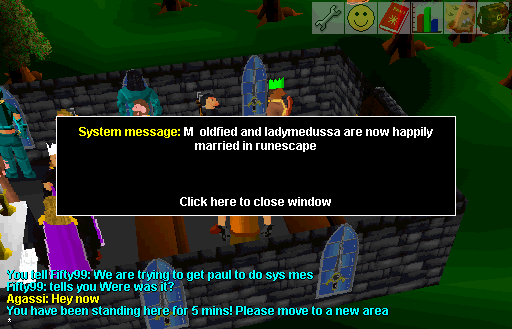 System message: M oldfied and ladymedussa are now happily
married in runescape
Click here to close window
You tell Fifty99: We are trying to get paul to do sys mes
Fifty99: tells you Were was it?
Agassi: Hey now
You have been standing here for 5 mins! Please move to a new area
*